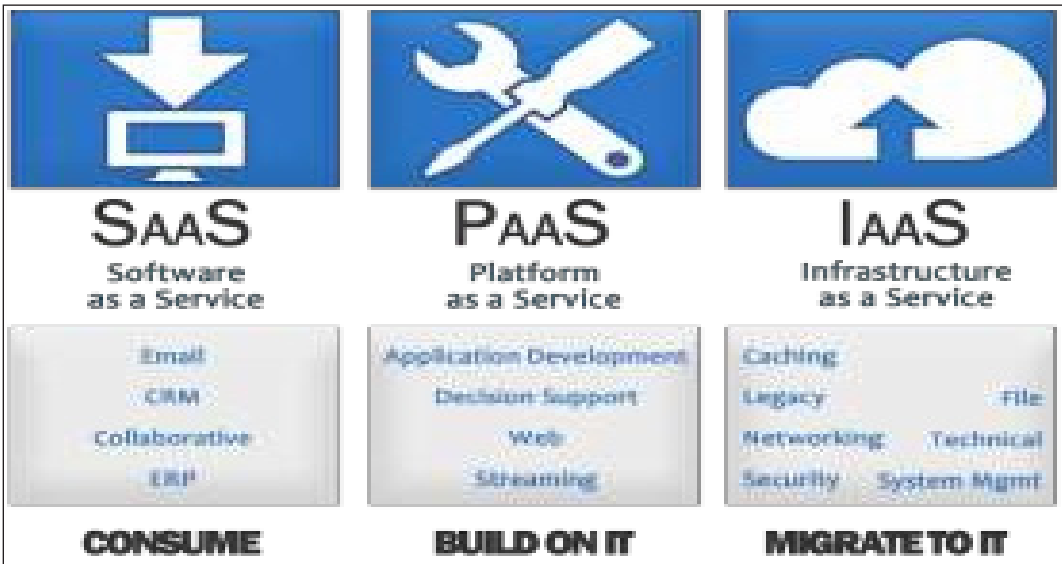 SAAS
Software
as a Service
Email
CRM
Collaborative
ERP
CONSUME
PAAS
Platform
as a Service
Application Development
Decision Support
Web
Streaming
BUILD ON IT
IAAS
Infrastructure
as a Service
Caching
Legacy File
Networking Technical
Security System Mgmt
MIGRATE TO IT